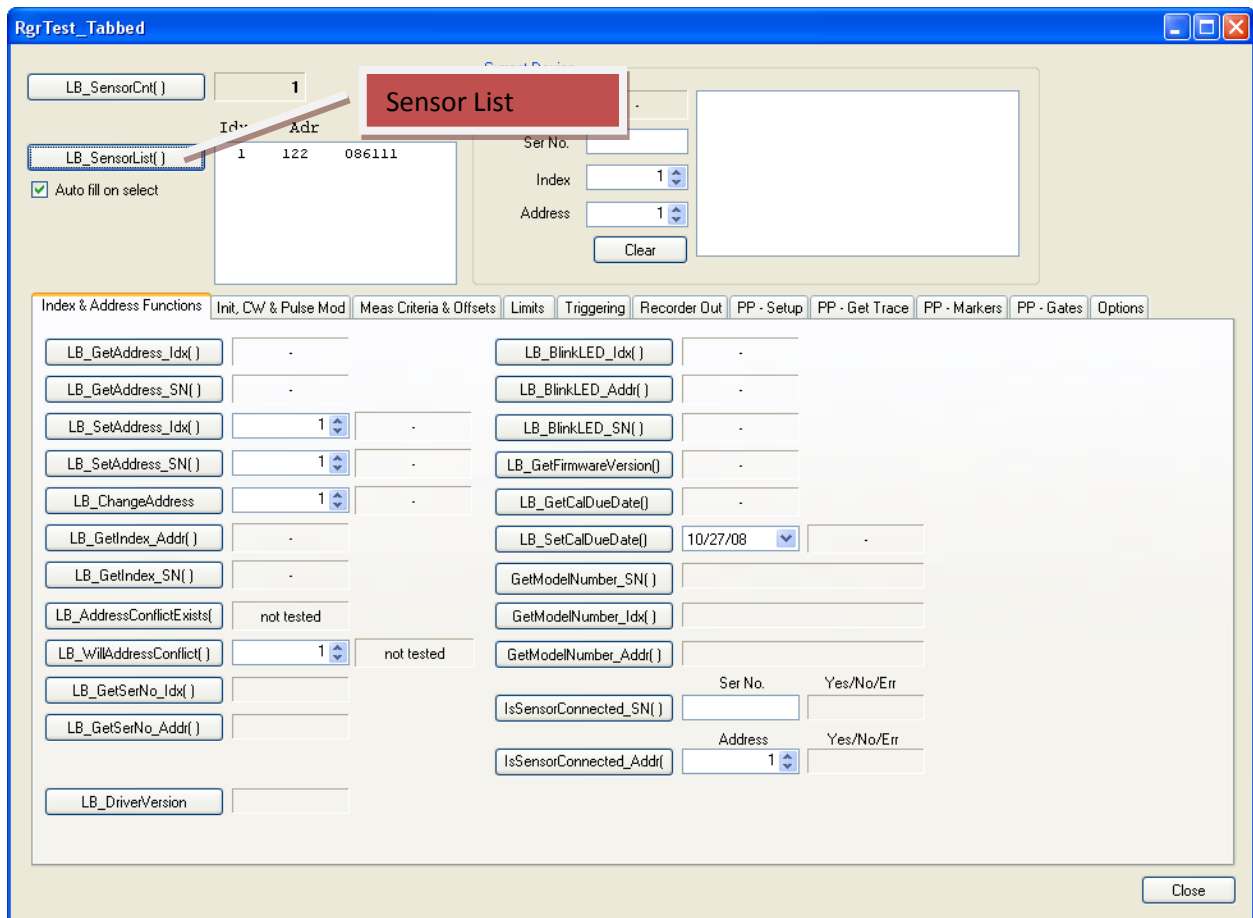 RgrTest_Tabbed
LB_SensorCnt( )
1
Sensor List
-
LB_SensorList( )
Adr
1 122 086111
Auto fill on select
Ser No.
Index
1
Address
1
Clear
Index & Address Functions
Init, CW & Pulse Mod
Meas Criteria & Offsets
Limits
Triggering
Recorder Out
PP - Setup
PP - Get Trace
PP - Markers
PP - Gates
Options
LB_GetAddress_Idx( )
-
LB_GetAddress_SN( )
-
LB_SetAddress_Idx( )
1
-
LB_SetAddress_SN( )
1
-
LB_ChangeAddress
1
-
LB_GetIndex_Addr( )
-
LB_GetIndex_SN( )
-
LB_AddressConflictExists(
not tested
LB_WillAddressConflict( )
1
not tested
LB_GetSerNo_Idx( )
LB_GetSerNo_Addr( )
LB_DriverVersion
LB_BlinkLED_Idx( )
-
LB_BlinkLED_Addr( )
-
LB_BlinkLED_SN( )
-
LB_GetFirmwareVersion()
-
LB_GetCalDueDate()
-
LB_SetCalDueDate()
10/27/08
-
GetModelNumber_SN( )
GetModelNumber_Idx( )
GetModelNumber_Addr( )
Ser No.
Yes/No/Err
IsSensorConnected_SN( )
Address
Yes/No/Err
IsSensorConnected_Addr(
1
Close